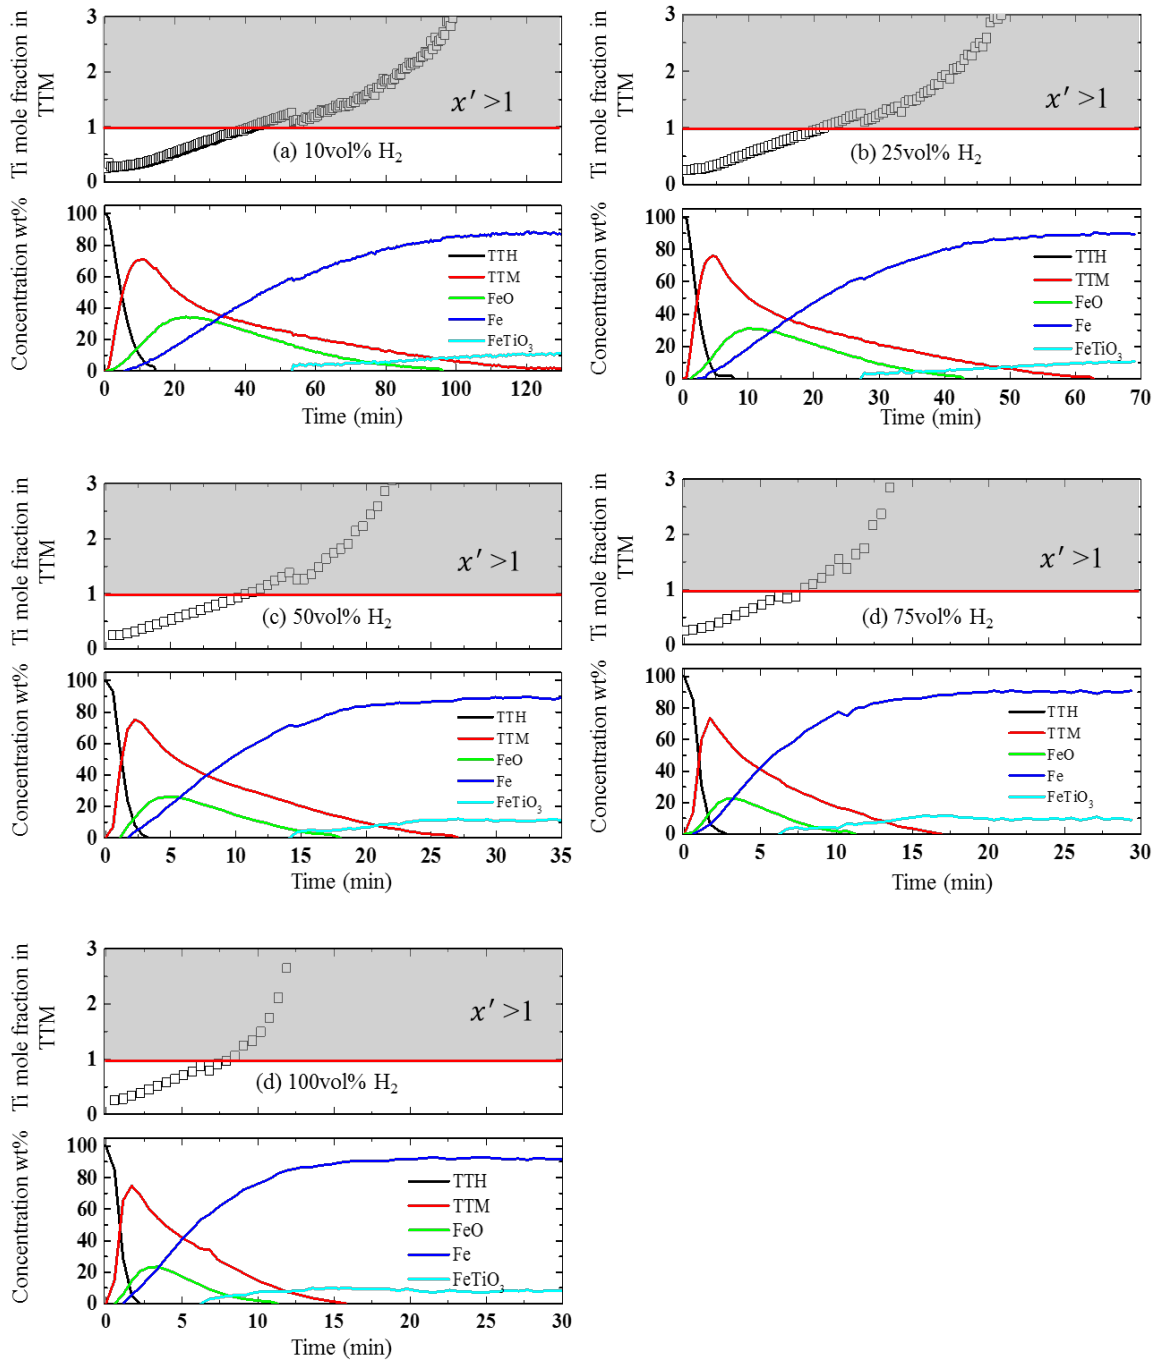 Ti mole fraction in
TTM
3
2
1
0
x′ >1
(a) 10vol% H2
Concentration wt%
100
80
60
40
20
0
TTH
TTM
FeO
Fe
FeTiO3
0 20 40 60 80 100 120
Time (min)
Ti mole fraction in
TTM
3
2
1
0
x′ >1
(b) 25vol% H2
Concentration wt%
100
80
60
40
20
0
TTH
TTM
FeO
Fe
FeTiO3
0 10 20 30 40 50 60 70
Time (min)
Ti mole fraction in
TTM
3
2
1
0
x′ >1
(c) 50vol% H2
Concentration wt%
100
80
60
40
20
0
TTH
TTM
FeO
Fe
FeTiO3
0 5 10 15 20 25 30 35
Time (min)
Ti mole fraction in
TTM
3
2
1
0
x′ >1
(d) 75vol% H2
Concentration wt%
100
80
60
40
20
0
TTH
TTM
FeO
Fe
FeTiO3
0 5 10 15 20 25 30
Time (min)
Ti mole fraction in
TTM
3
2
1
0
x′ >1
(d) 100vol% H2
Concentration wt%
100
80
60
40
20
0
TTH
TTM
FeO
Fe
FeTiO3
0 5 10 15 20 25 30
Time (min)